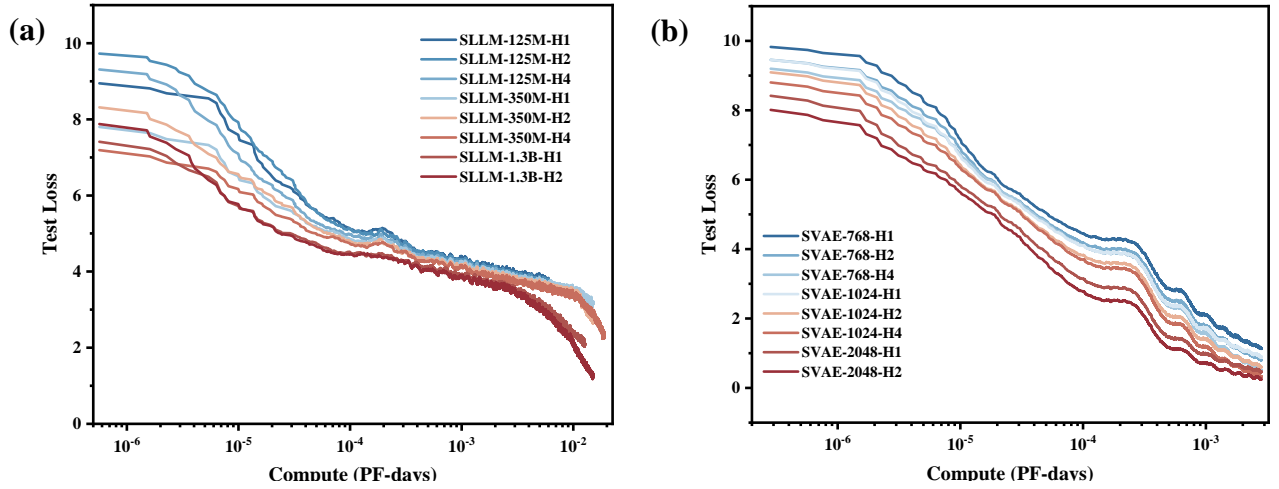 (a)
Test Loss
10
8
6
4
2
0
SLLM-125M-H1
SLLM-125M-H2
SLLM-125M-H4
SLLM-350M-H1
SLLM-350M-H2
SLLM-350M-H4
SLLM-1.3B-H1
SLLM-1.3B-H2
10-6
10-5
10-4
10-3
10-2
Compute (PF-days)
(b)
Test Loss
10
8
6
4
2
0
SVAE-768-H1
SVAE-768-H2
SVAE-768-H4
SVAE-1024-H1
SVAE-1024-H2
SVAE-1024-H4
SVAE-2048-H1
SVAE-2048-H2
10-6
10-5
10-4
10-3
Compute (PF-days)